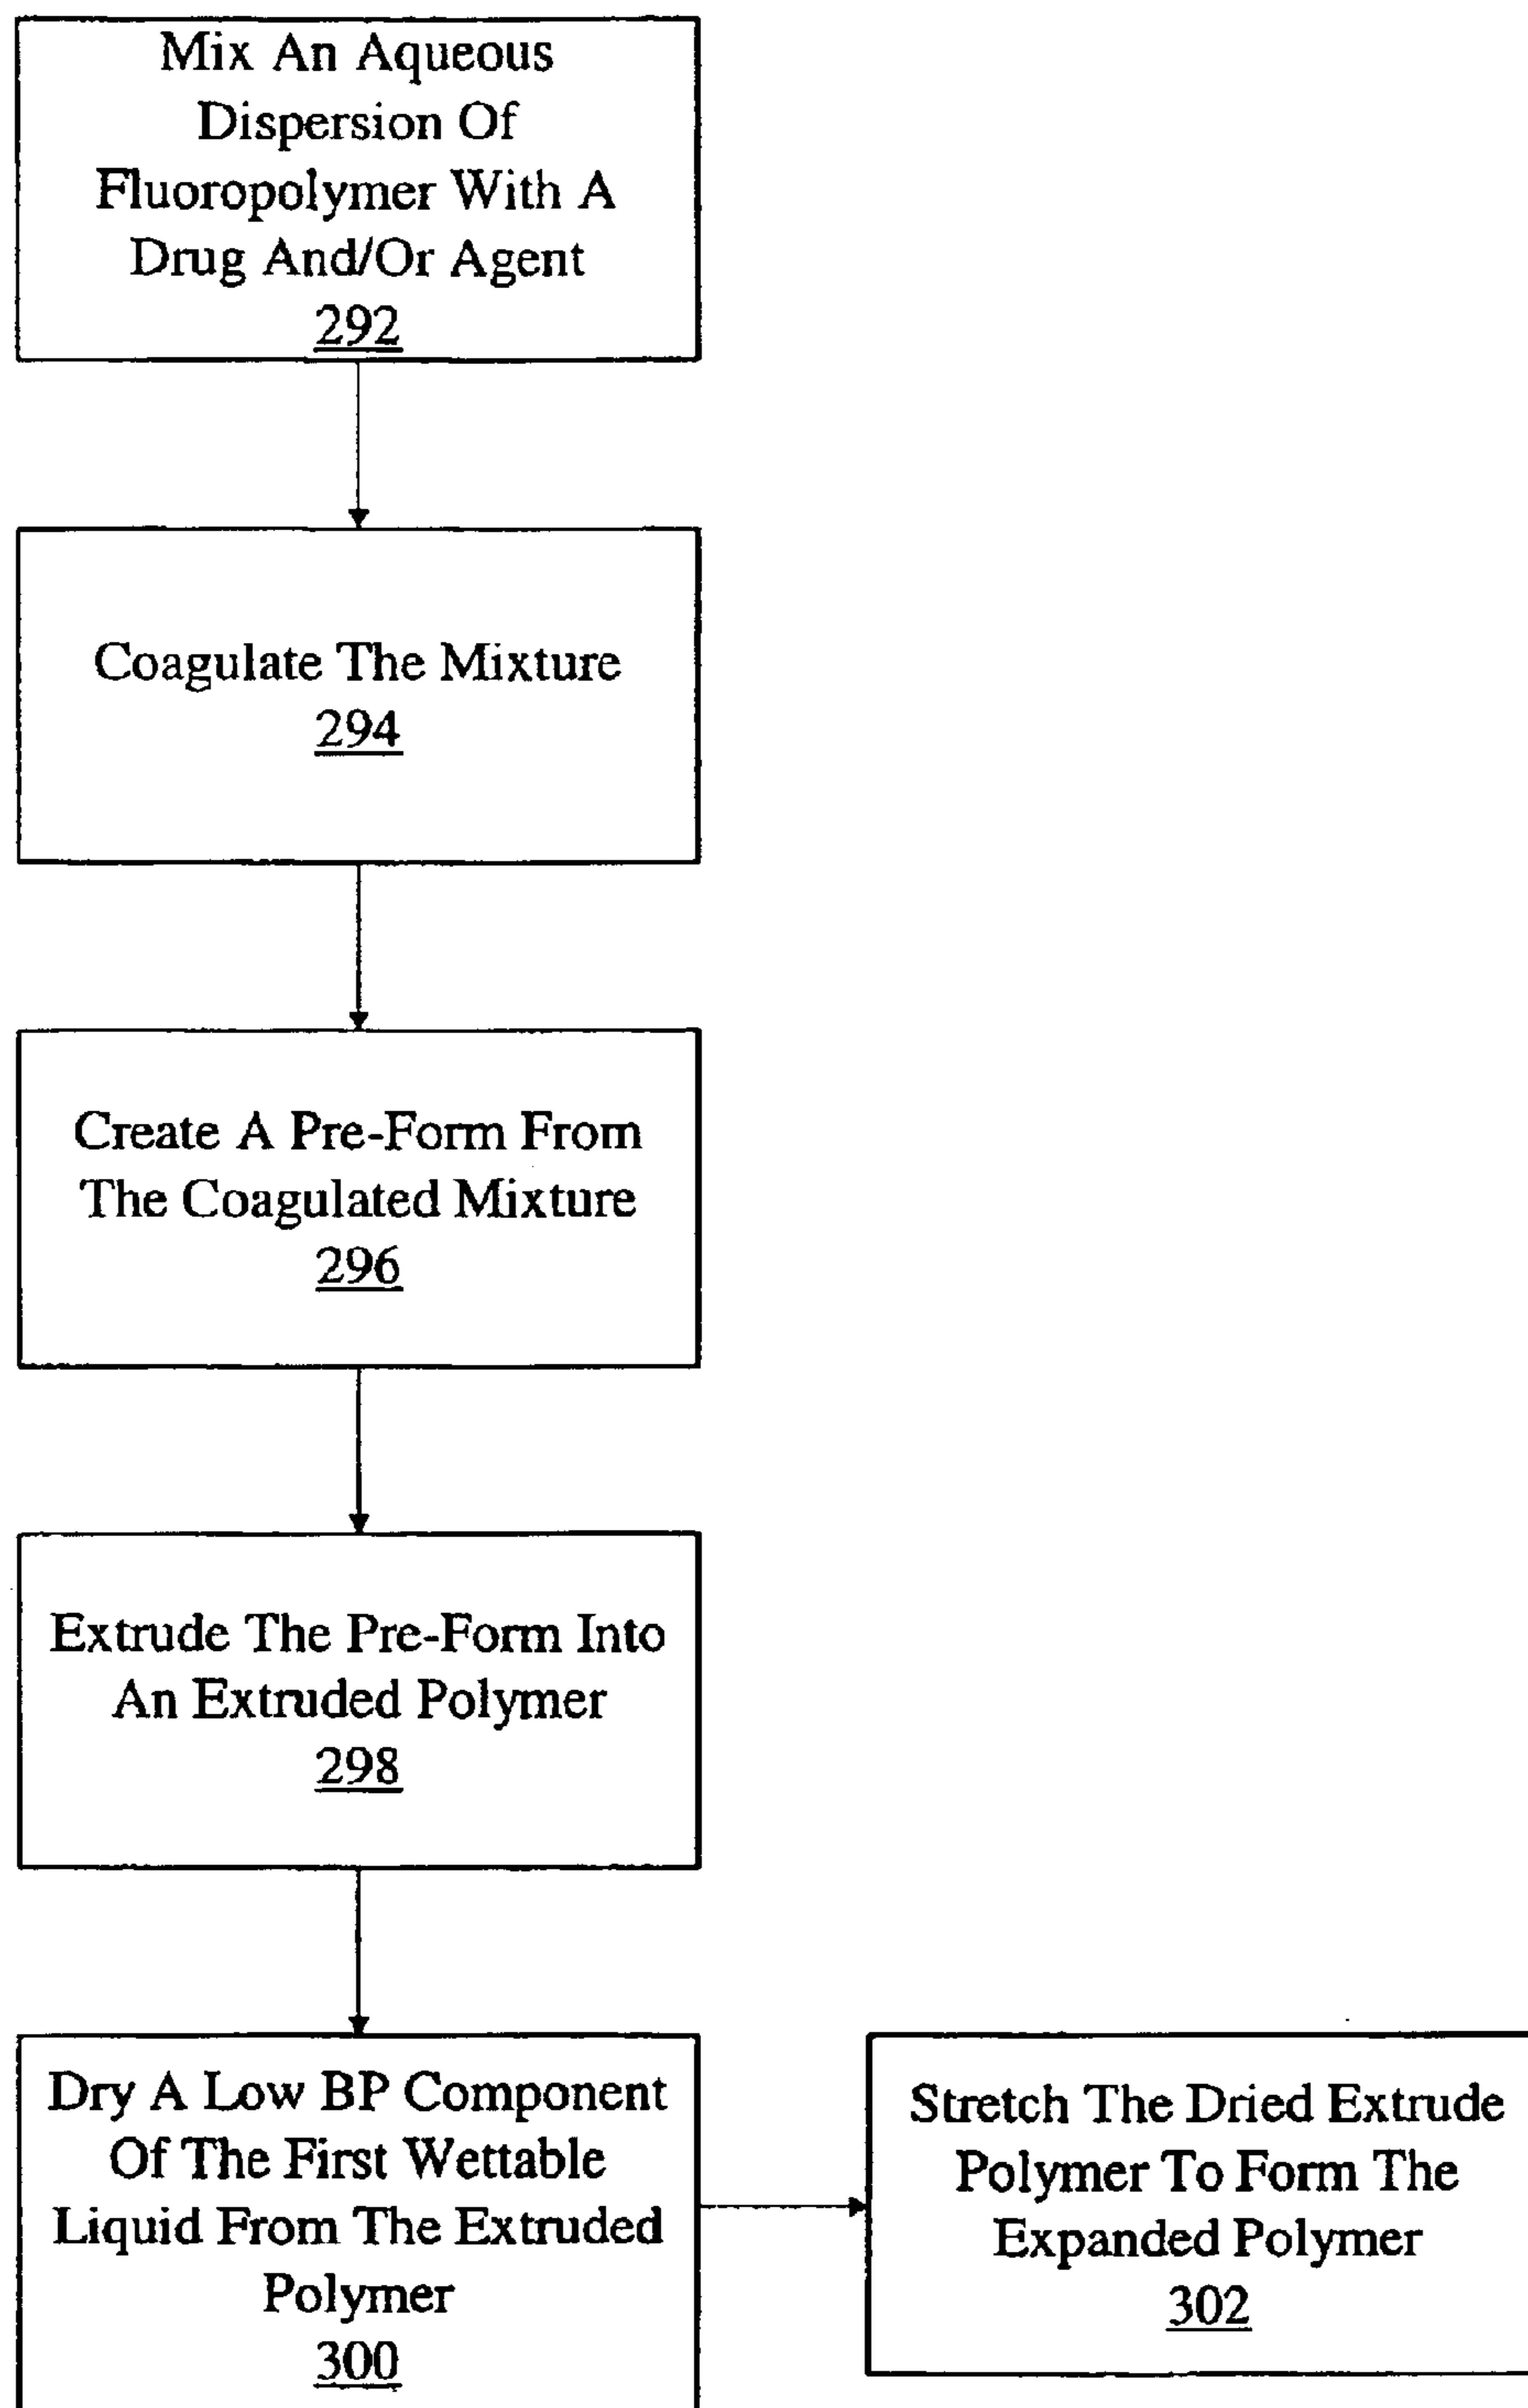 Mix An Aqueous
Dispersion Of
Fluoropolymer With A
Drug And/Or Agent
292
Coagulate The Mixture
294
Create A Pre-Form From
The Coagulated Mixture
296
Extrude The Pre-Form Into
An Extruded Polymer
298
Dry A Low BP Component
Of The First Wettable
Liquid From The Extruded
Polymer
300
Stretch The Dried Extrude
Polymer To Form The
Expanded Polymer
302